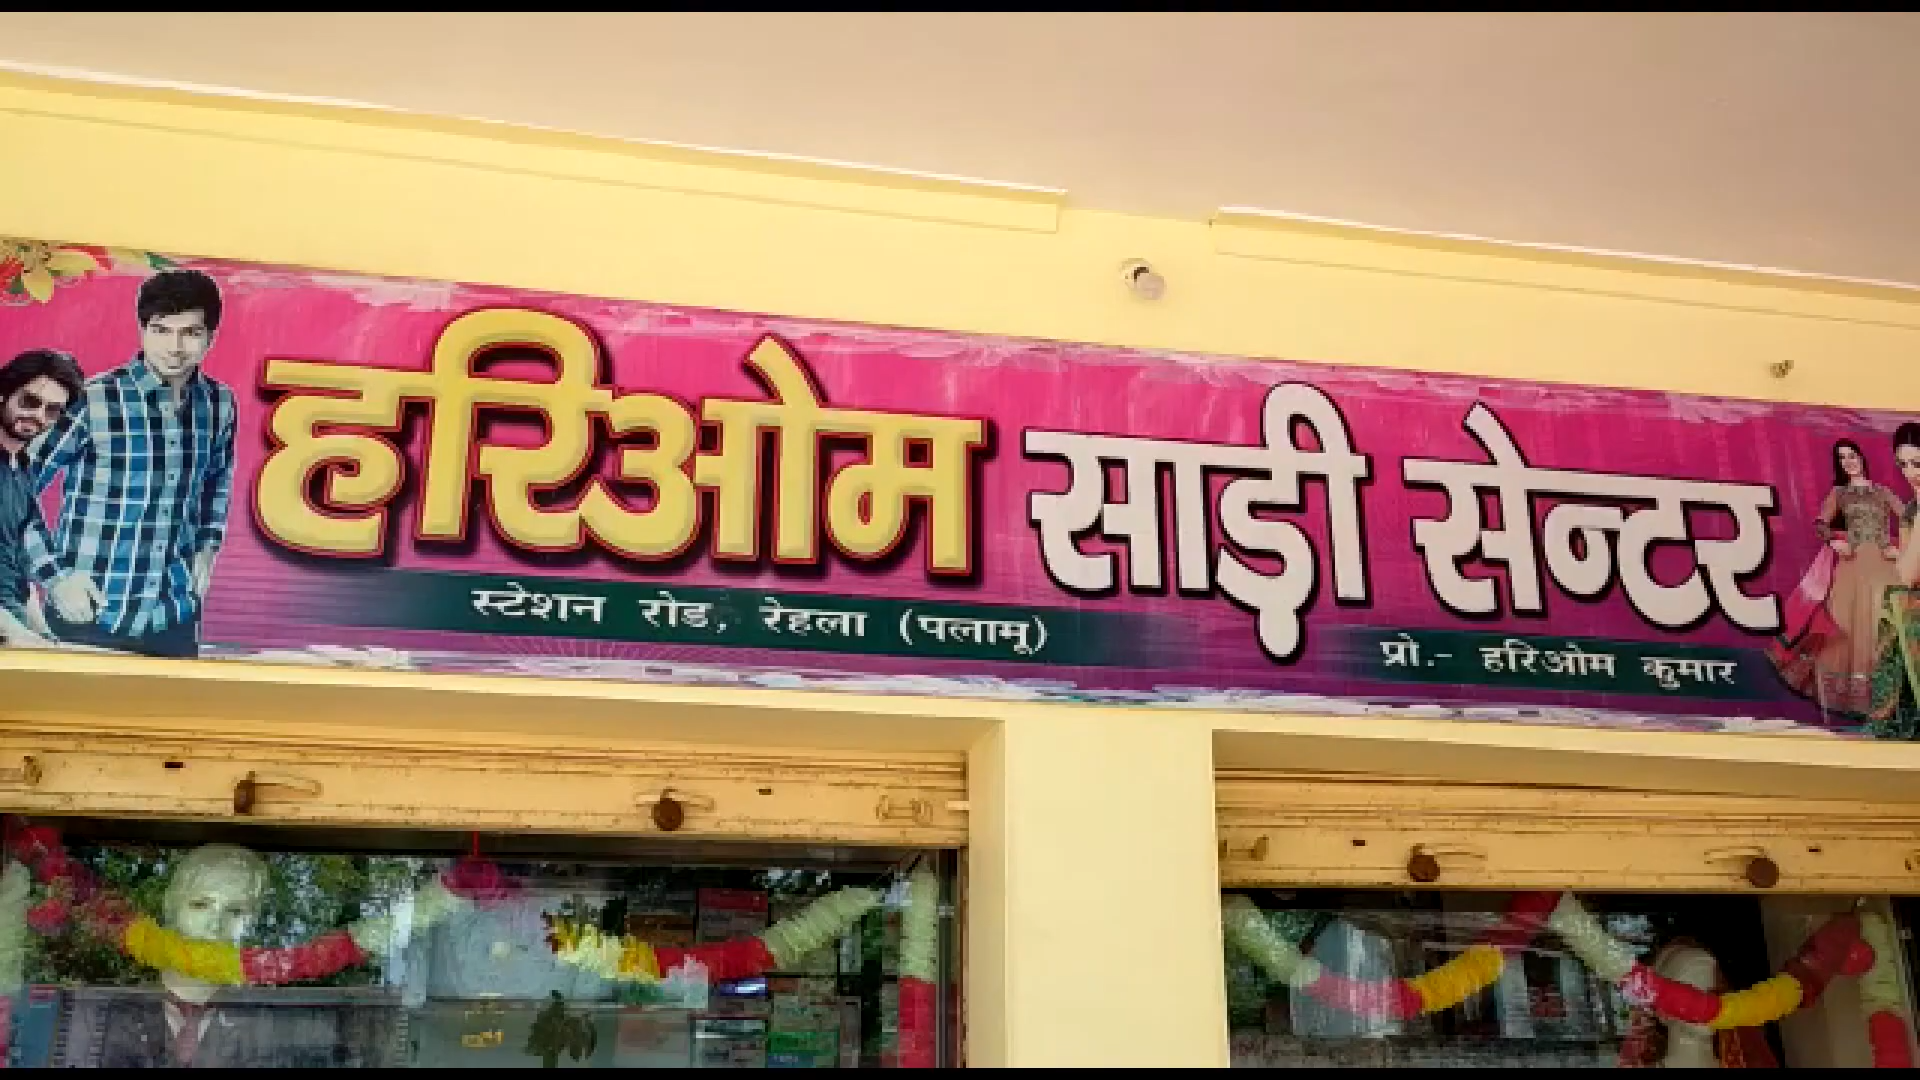 हरिओम साड़ी सेन्टर
स्टेशन रोड, रेहला (पलामू)
प्रो.- हरिओम कुमार